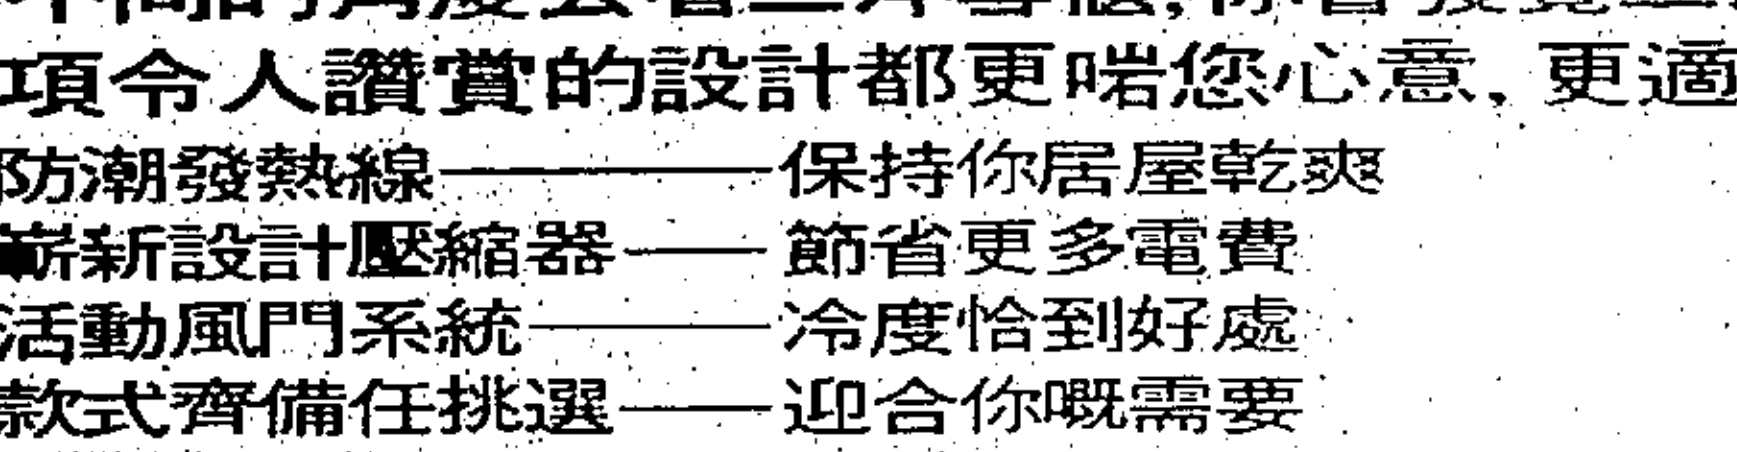 項令人讚賞的設計都更啱您心意，更適
防潮發熱線————保持你居屋乾爽
嶄新設計壓縮器——節省更多電費
活動風門系統———冷度恰到好處
款式齊備任挑選——迎合你嘅需要